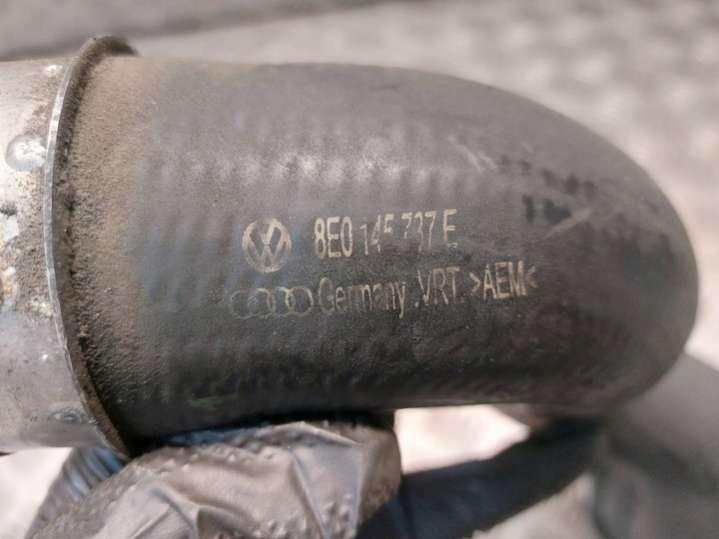 8E0 145 737 E
Germany .VRT. >AEM<